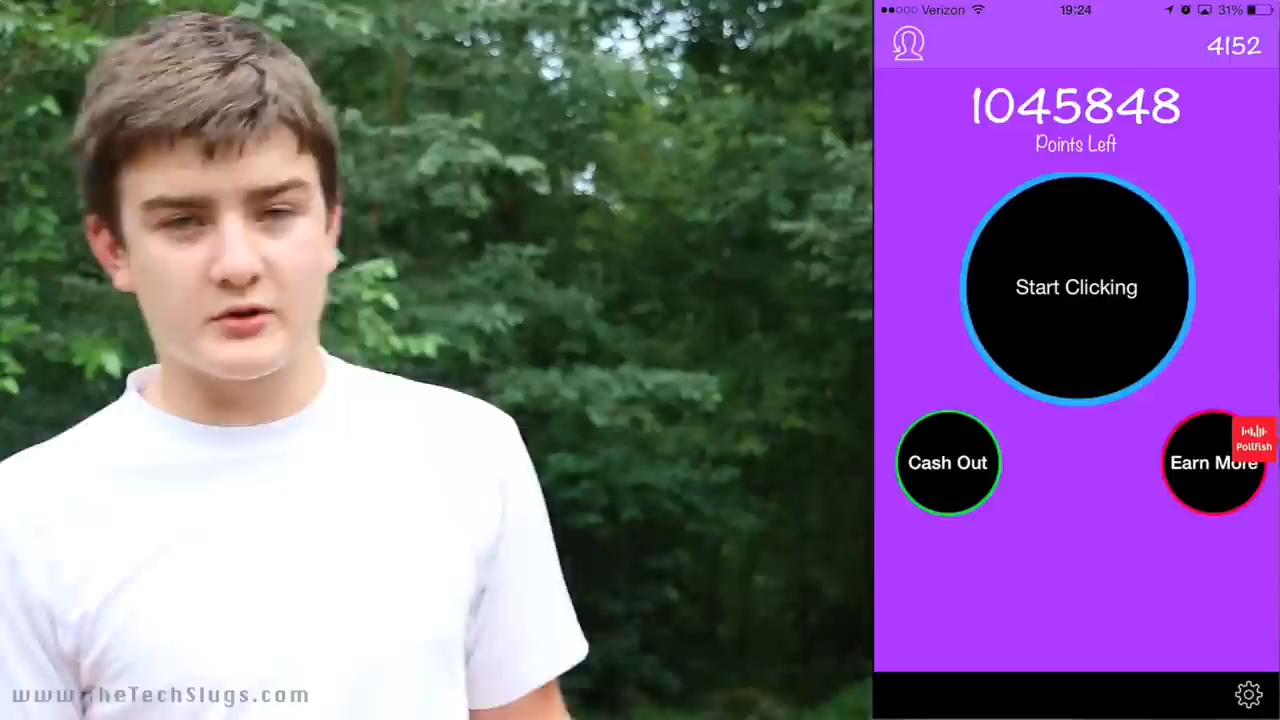 Verizon 19:24 31%
4152
1045848
Points Left
Start Clicking
Cash Out
Earn More
Pollfish
www.TheTechSlugs.com